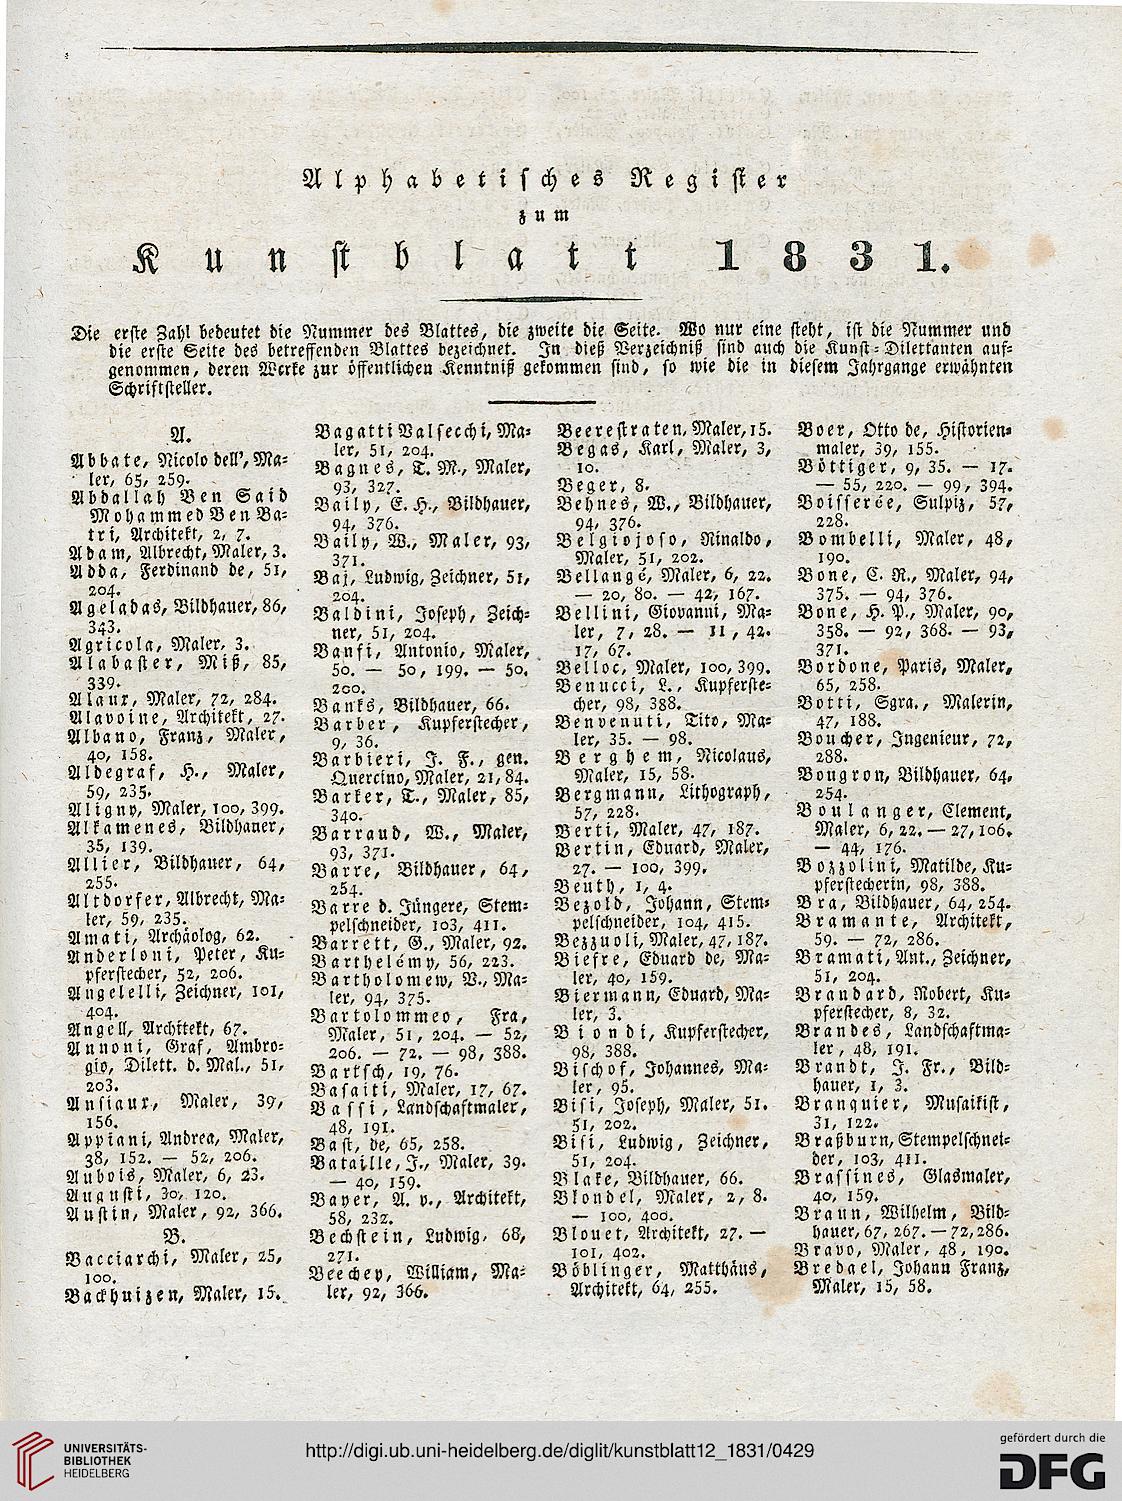 Alphabetisches Register
zum
Kunstblatt 1831.
Die erste Zahl bedeutet die Nummer des Blattes, die zweite die Seite. Wo nur eine steht, ist die Nummer und
die erste Seite des betreffenden Blattes bezeichnet. In dieß Verzeichniß sind auch die Kunst-Dilettanten auf-
genommen, deren Werke zur öffentlichen Kenntniß gekommen sind, so wie die in diesem Jahrgange erwähnten
Schriftsteller.
A.
Abbate, Nicolo dell', Ma-
ler, 65, 259.
Abdallah Ben Said
Mohammed Ben Ba-
tri, Architekt, 2, 7.
Adam, Albrecht, Maler, 3.
Adda, Ferdinand de, 51,
204.
Ageladas, Bildhauer, 86,
343.
Agricola, Maler, 3.
Alabaster, Miß, 85,
339.
Alaux, Maler, 72, 284.
Alavoine, Architekt, 27.
Albano, Franz, Maler,
40, 158.
Aldegraf, H., Maler,
59, 235.
Aligny, Maler, 100, 399.
Alkamenes, Bildhauer,
35, 139.
Allier, Bildhauer, 64,
255.
Altdorfer, Albrecht, Ma-
ler, 59, 235.
Amati, Archäolog, 62.
Anderloni, Peter, Ku-
pferstecher, 52, 206.
Angelelli, Zeichner, 101,
404.
Angell, Architekt, 67.
Annoni, Graf, Ambro-
gio, Dilett. d. Mal., 51,
203.
Ansiaux, Maler, 39,
156.
Appiani, Andrea, Maler,
38, 152. — 52, 206.
Aubois, Maler, 6, 23.
Augusti, 30, 120.
Austin, Maler, 92, 366.
B.
Bacciarchi, Maler, 25,
100.
Backhuizen, Maler, 15.
Bagatti Valsecchi, Ma-
ler, 51, 204.
Bagnes, T. M., Maler,
93, 327.
Baily, E. H., Bildhauer,
94, 376.
Baily, W., Maler, 93,
371.
Baj, Ludwig, Zeichner, 51,
204.
Baldini, Joseph, Zeich-
ner, 51, 204.
Banfi, Antonio, Maler,
50. — 50, 199. — 50.
200.
Banks, Bildhauer, 66.
Barber, Kupferstecher,
9, 36.
Barbieri, J. F., gen.
Quercino, Maler, 21, 84.
Barker, T., Maler, 85,
340.
Barraud, W., Maler,
93, 371.
Barre, Bildhauer, 64,
254.
Barre d. Jüngere, Stem-
pelschneider, 103, 411.
Barrett, G., Maler, 92.
Barthelémy, 56, 223.
Bartholomew, V., Ma-
ler, 94, 375.
Bartolommeo, Fra,
Maler, 51, 204. — 52,
206. — 72. — 98, 388.
Bartsch, 19, 76.
Basaiti, Maler, 17, 67.
Bassi, Landschaftmaler,
48, 191.
Bast, de, 65, 258.
Bataille, J., Maler, 39.
— 40, 159.
Bayer, A. v., Architekt,
58, 232.
Bechstein, Ludwig, 68,
271.
Beechey, William, Ma-
ler, 92, 366.
Beerestraten, Maler, 15.
Begas, Karl, Maler, 3,
10.
Beger, 8.
Behnes, W., Bildhauer,
94, 376.
Belgiojoso, Rinaldo,
Maler, 51, 202.
Bellangé, Maler, 6, 22.
— 20, 80. — 42, 167.
Bellini, Giovanni, Ma-
ler, 7, 28. — 11, 42.
17, 67.
Belloc, Maler, 100, 399.
Benucci, L., Kupferste-
cher, 98, 388.
Benvenuti, Tito, Ma-
ler, 35. — 98.
Berghem, Nicolaus,
Maler, 15, 58.
Bergmann, Lithograph,
57, 228.
Berti, Maler, 47, 187.
Bertin, Eduard, Maler,
27. — 100, 399.
Beuth, 1, 4.
Bezold, Johann, Stem-
pelschneider, 104, 415.
Bezzuoli, Maler, 47, 187.
Biefre, Eduard de, Ma-
ler, 40, 159.
Biermann, Eduard, Ma-
ler, 3.
Biondi, Kupferstecher,
98, 388.
Bischof, Johannes, Ma-
ler, 95.
Bisi, Joseph, Maler, 51.
51, 202.
Bisi, Ludwig, Zeichner,
51, 204.
Blake, Bildhauer, 66.
Blondel, Maler, 2, 8.
— 100, 400.
Blouet, Architekt, 27. —
101, 402.
Böblinger, Matthäus,
Architekt, 64, 255.
Boer, Otto de, Historien-
maler, 39, 155.
Böttiger, 9, 35. — 17.
— 55, 220. — 99, 394.
Boisserée, Sulpiz, 57,
228.
Bombelli, Maler, 48,
190.
Bone, C. R., Maler, 94,
375. — 94, 376.
Bone, H. P., Maler, 90,
358. — 92, 368. — 93,
371.
Bordone, Paris, Maler,
65, 258.
Botti, Sgra., Malerin,
47, 188.
Boucher, Ingenieur, 72,
288.
Bougron, Bildhauer, 64,
254.
Boulanger, Clement,
Maler, 6, 22. — 27, 106.
— 44, 176.
Bozzolini, Matilde, Ku-
pferstecherin, 98, 388.
Bra, Bildhauer, 64, 254.
Bramante, Architekt,
59. — 72, 286.
Bramati, Ant., Zeichner,
51, 204.
Brandard, Robert, Ku-
pferstecher, 8, 32.
Brandes, Landschaftma-
ler, 48, 191.
Brandt, J. Fr., Bild-
hauer, 1, 3.
Branquier, Musaikist,
31, 122.
Braßburn, Stempelschnei-
der, 103, 411.
Brassines, Glasmaler,
40, 159.
Braun, Wilhelm, Bild-
hauer, 67, 267. — 72, 286.
Bravo, Maler, 48, 190.
Bredael, Johann Franz,
Maler, 15, 58.
UNIVERSITÄTS-
BIBLIOTHEK
HEIDELBERG
http://digi.ub.uni-heidelberg.de/diglit/kunstblatt12_1831/0429
gefördert durch die
DFG